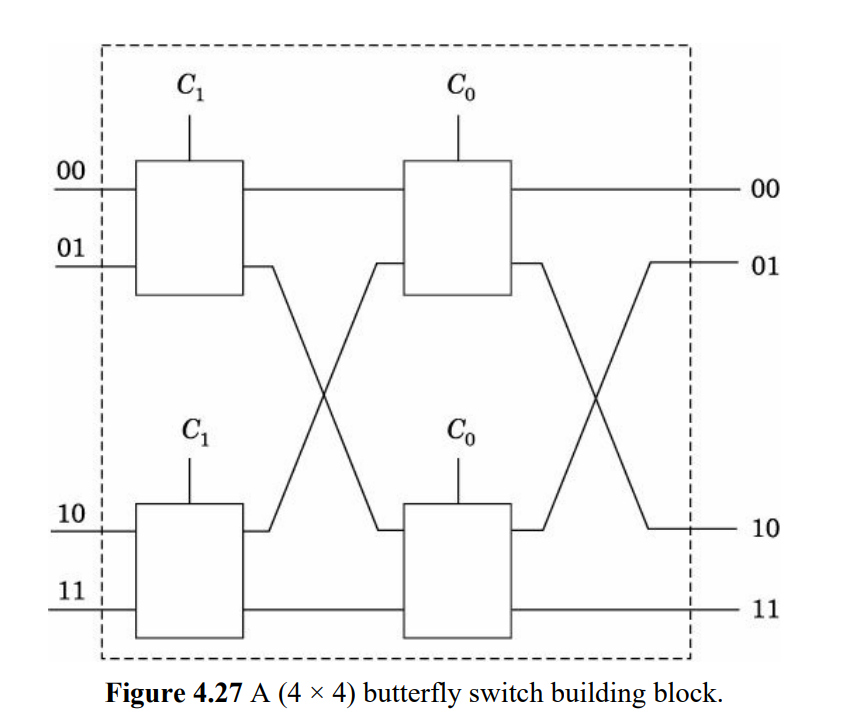 C₁ C₀
00 00
01 01
C₁ C₀
10 10
11 11
Figure 4.27 A (4 × 4) butterfly switch building block.